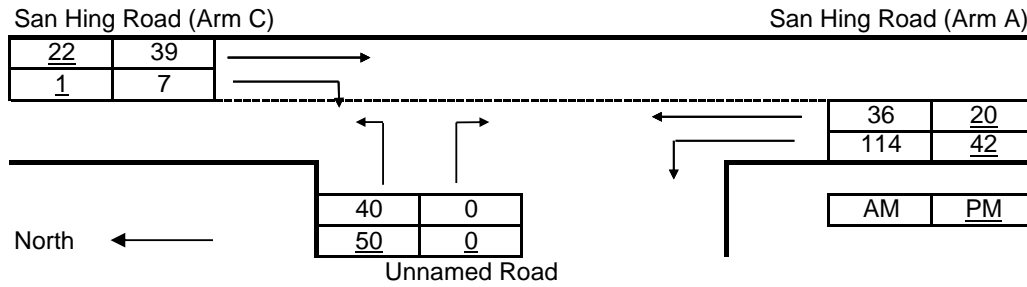 San Hing Road (Arm C) San Hing Road (Arm A)
22 39
1 7
36 20
114 42
40 0
AM PM
50 0
North
Unnamed Road